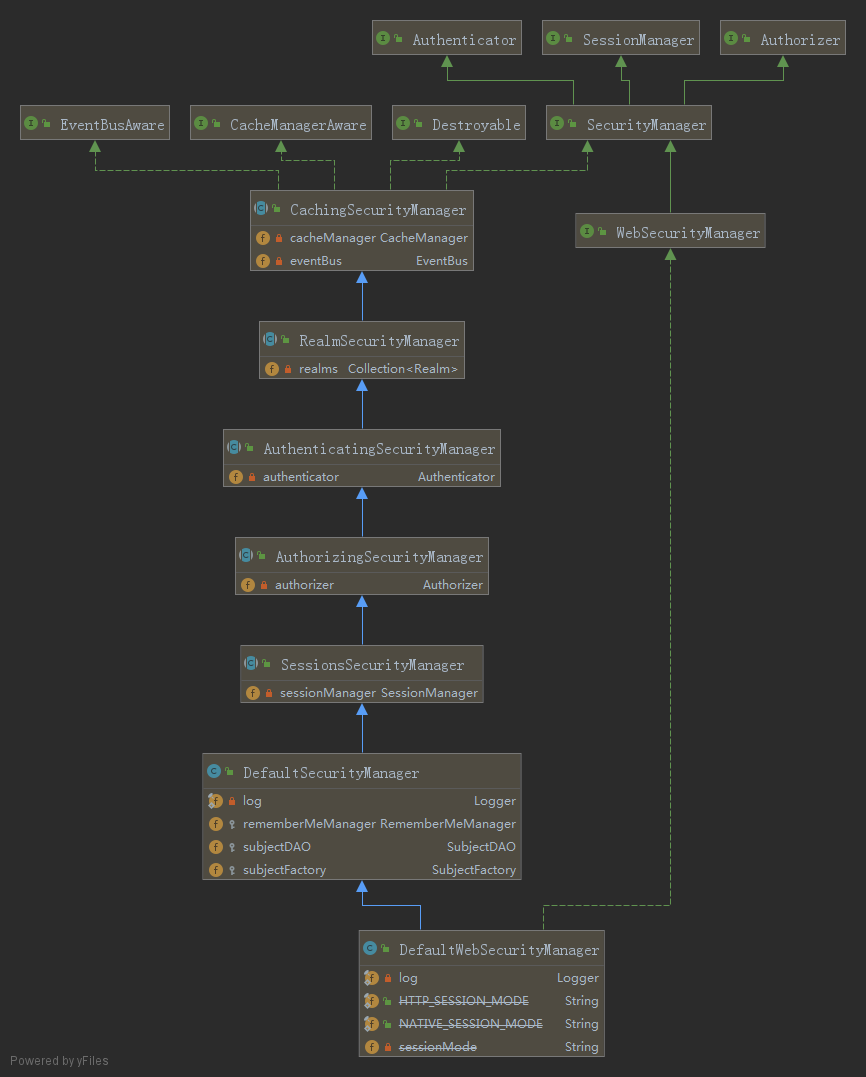 Authenticator
SessionManager
Authorizer
EventBusAware
CacheManagerAware
Destroyable
SecurityManager
CachingSecurityManager
cacheManager CacheManager
eventBus EventBus
WebSecurityManager
RealmSecurityManager
realms Collection<Realm>
AuthenticatingSecurityManager
authenticator Authenticator
AuthorizingSecurityManager
authorizer Authorizer
SessionsSecurityManager
sessionManager SessionManager
DefaultSecurityManager
log Logger
rememberMeManager RememberMeManager
subjectDAO SubjectDAO
subjectFactory SubjectFactory
DefaultWebSecurityManager
log Logger
HTTP_SESSION_MODE String
NATIVE_SESSION_MODE String
sessionMode String
Powered by yFiles